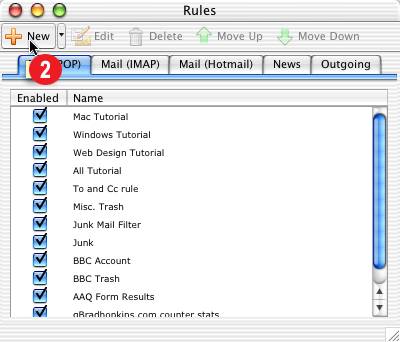 Rules
New Edit Delete Move Up Move Down
2
POP) Mail (IMAP) Mail (Hotmail) News Outgoing
Enabled Name
Mac Tutorial
Windows Tutorial
Web Design Tutorial
All Tutorial
To and Cc rule
Misc. Trash
Junk Mail Filter
Junk
BBC Account
BBC Trash
AAQ Form Results
gBradhopkins.com counter stats